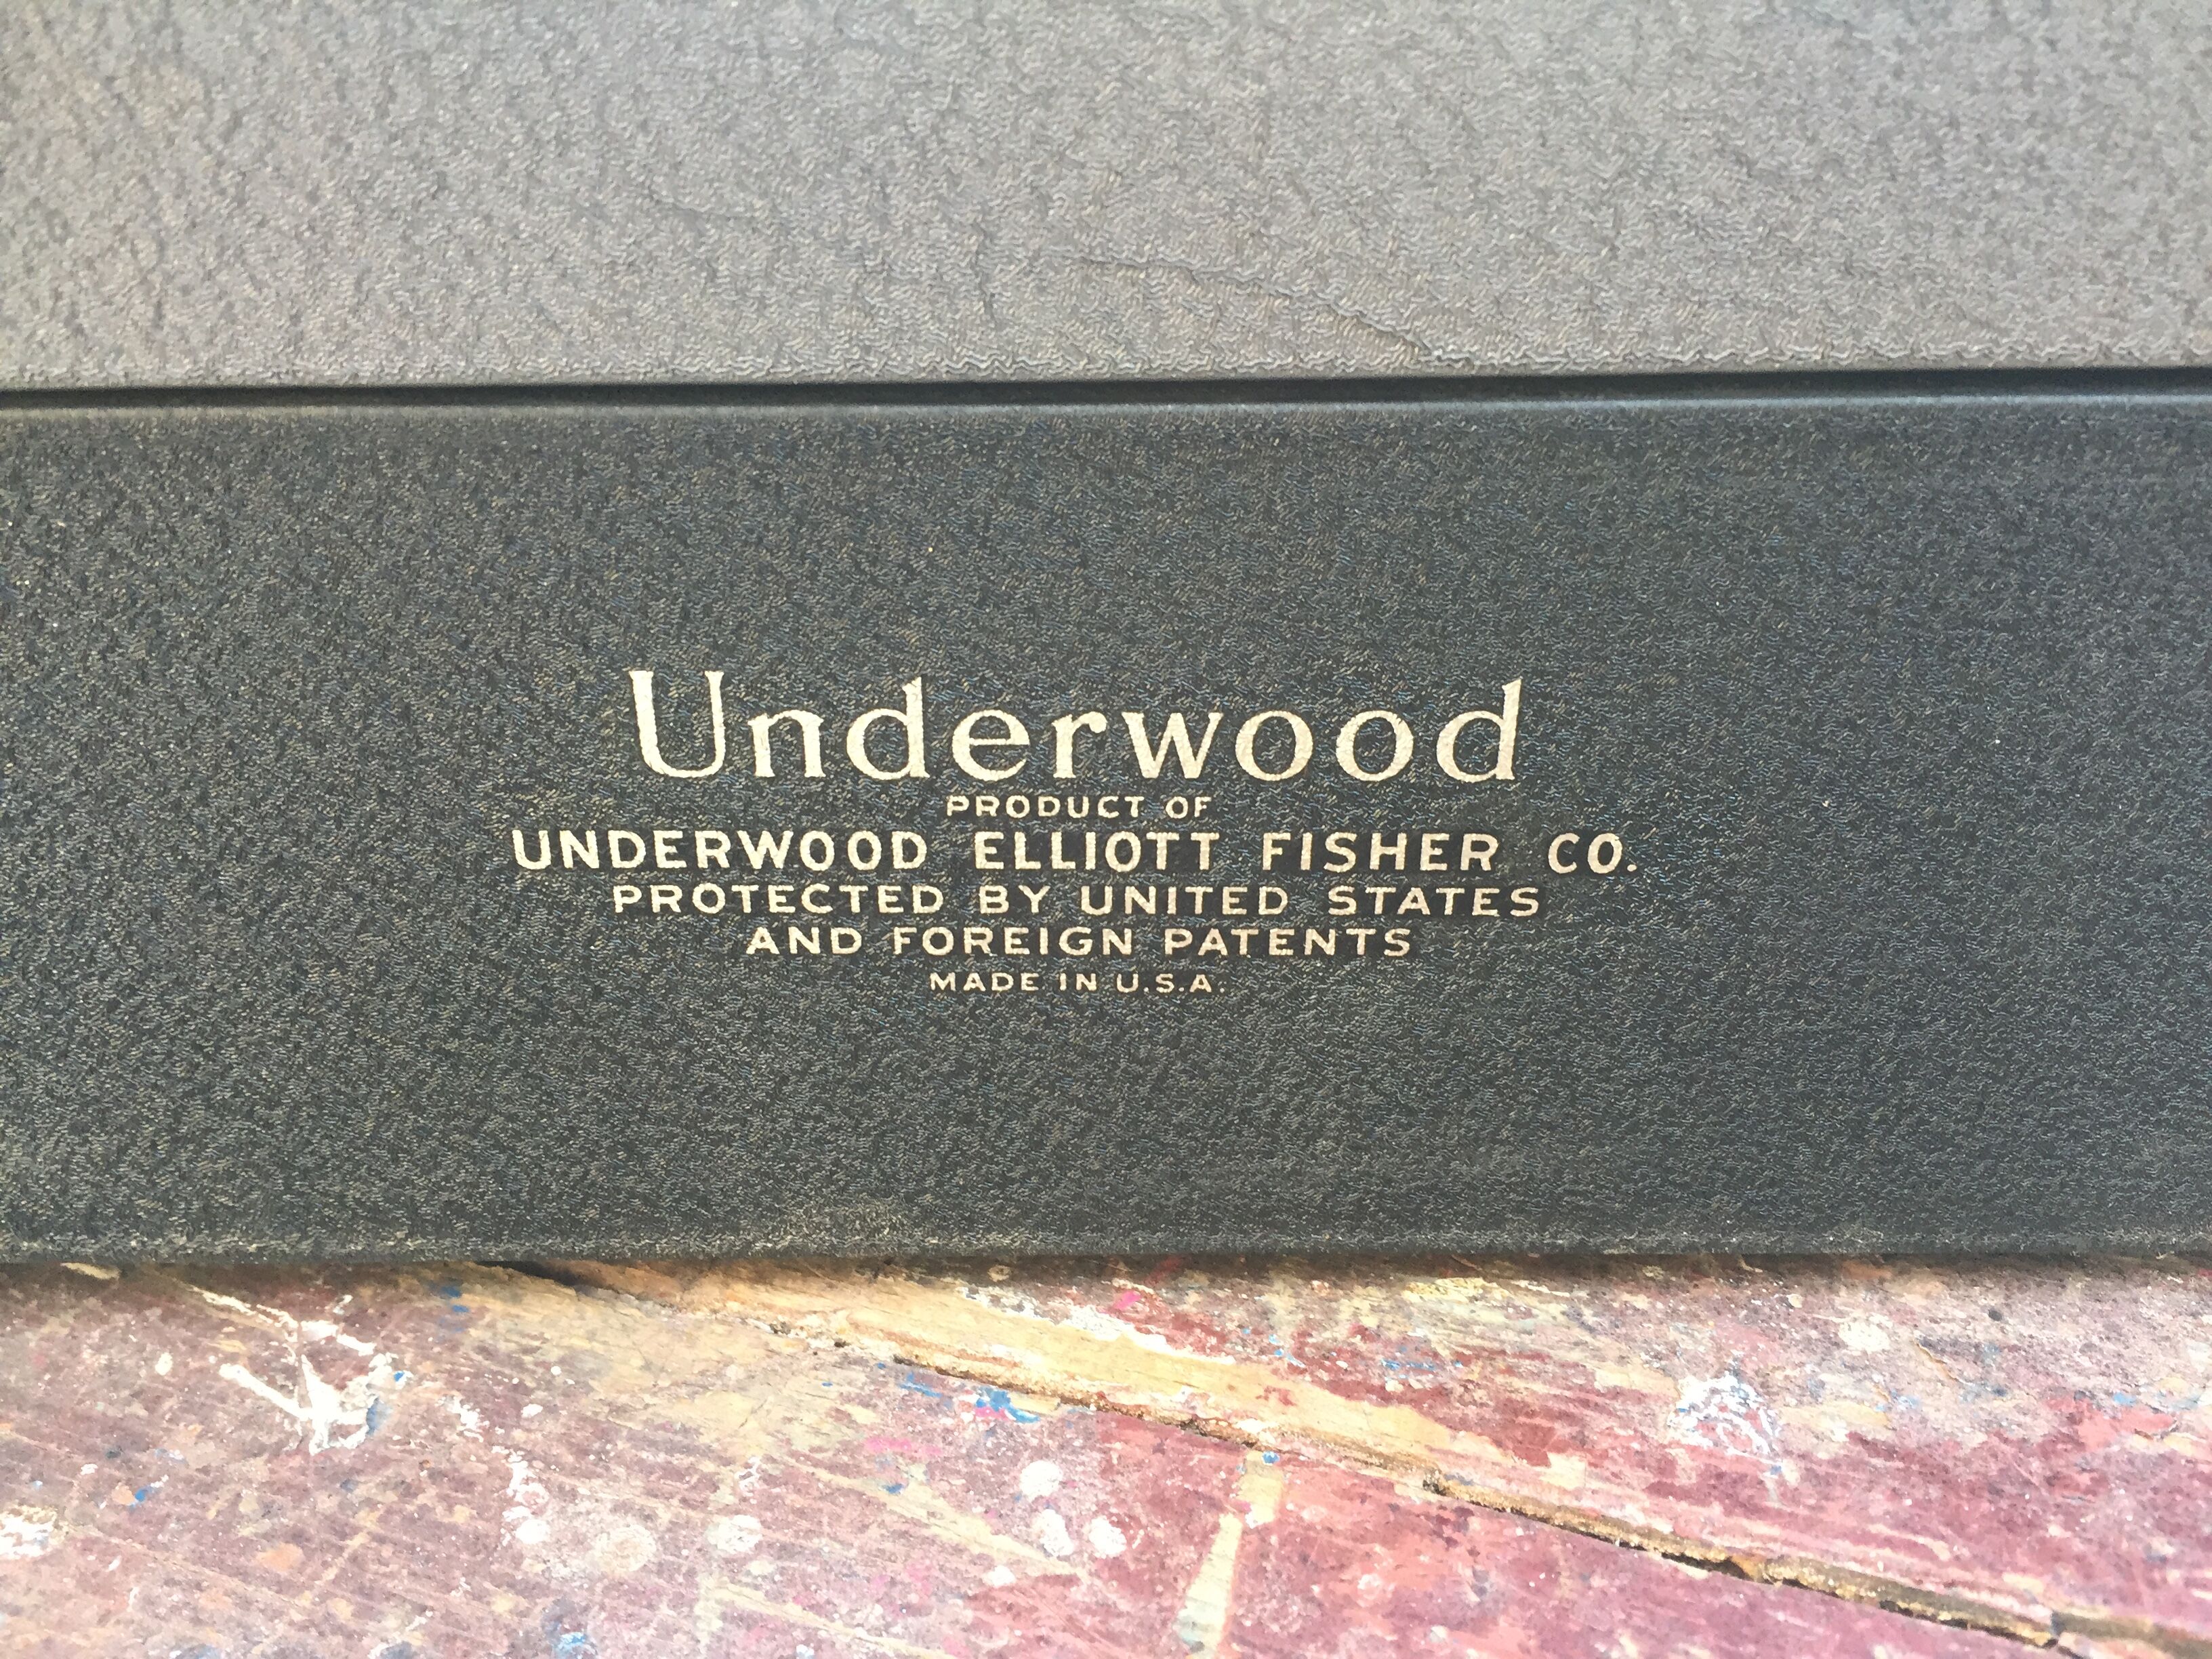 Underwood
PRODUCT OF
UNDERWOOD ELLIOTT FISHER CO.
PROTECTED BY UNITED STATES
AND FOREIGN PATENTS
MADE IN U.S.A.